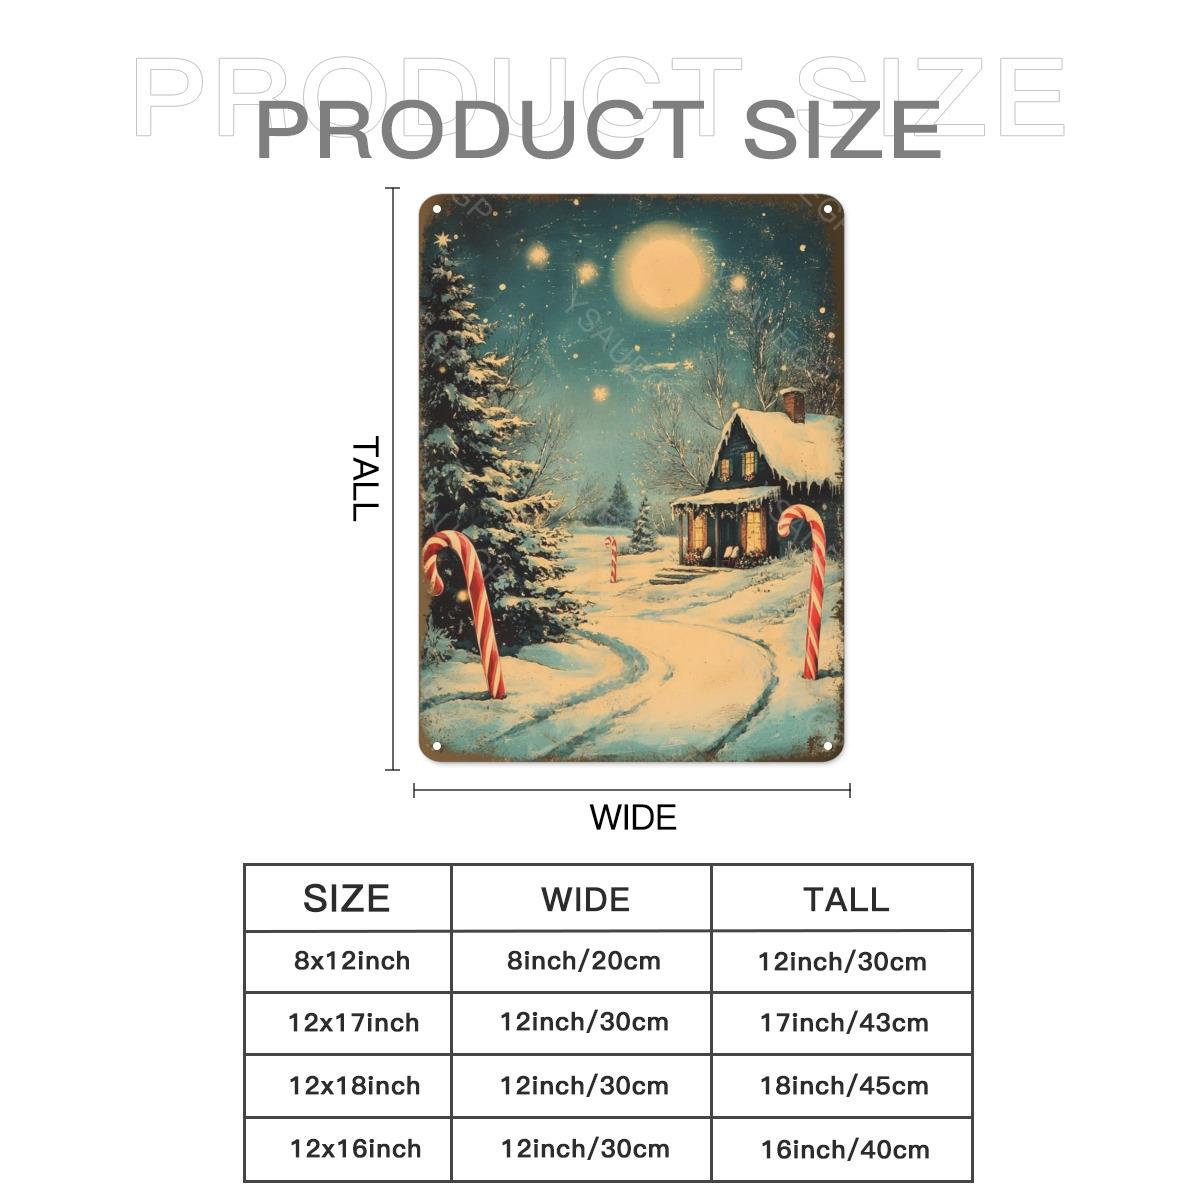 PRODUCT SIZE
PRODUCT SIZE
TALL
YSAUEGP
WIDE
SIZE WIDE TALL
8x12inch 8inch/20cm 12inch/30cm
12x17inch 12inch/30cm 17inch/43cm
12x18inch 12inch/30cm 18inch/45cm
12x16inch 12inch/30cm 16inch/40cm